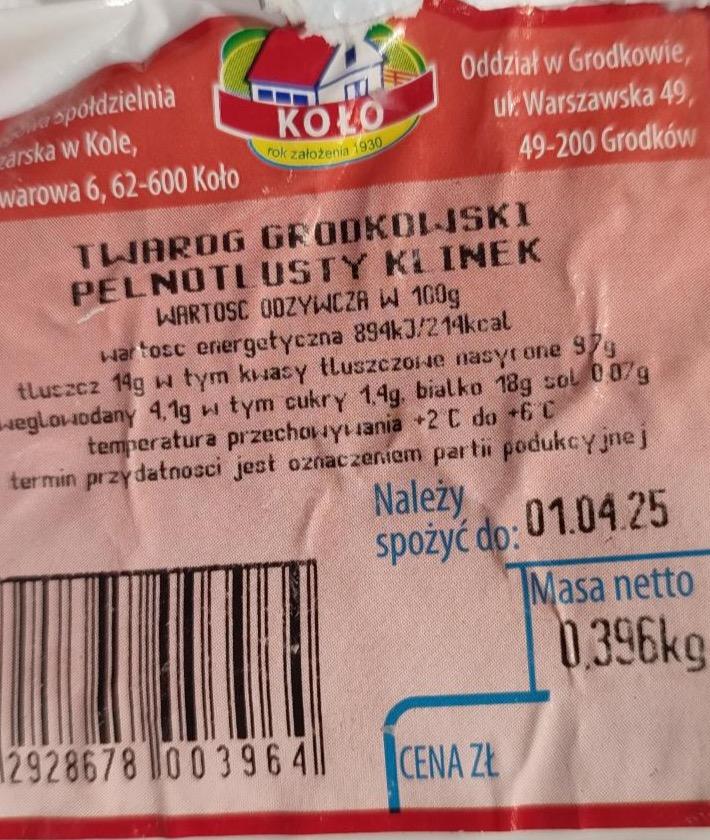 Spółdzielnia
w Kole,
6, 62-600 Koło
KOŁO
rok założenia 1930
Oddział w Grodkowie,
ul. Warszawska 49,
49-200 Grodków
TWAROG GRODKOWSKI
PELNOTLUSTY KLINEK
WARTOSC ODZYWCZA W 100g
wartosc energetyczna 894kJ/214kcal
tluszcz 14g w tym kwasy tluszczowe nasycone 9,7g
weglowodany 4,1g w tym cukry 1,4g, bialko 18g sol 0.07g
temperatura przechowywania +2 C do +6 C
termin przydatnosci jest oznaczeniem partii podukcyjnej
Należy
spożyć do: 01.04.25
Masa netto
0,396kg
2928678 003964
CENA ZŁ